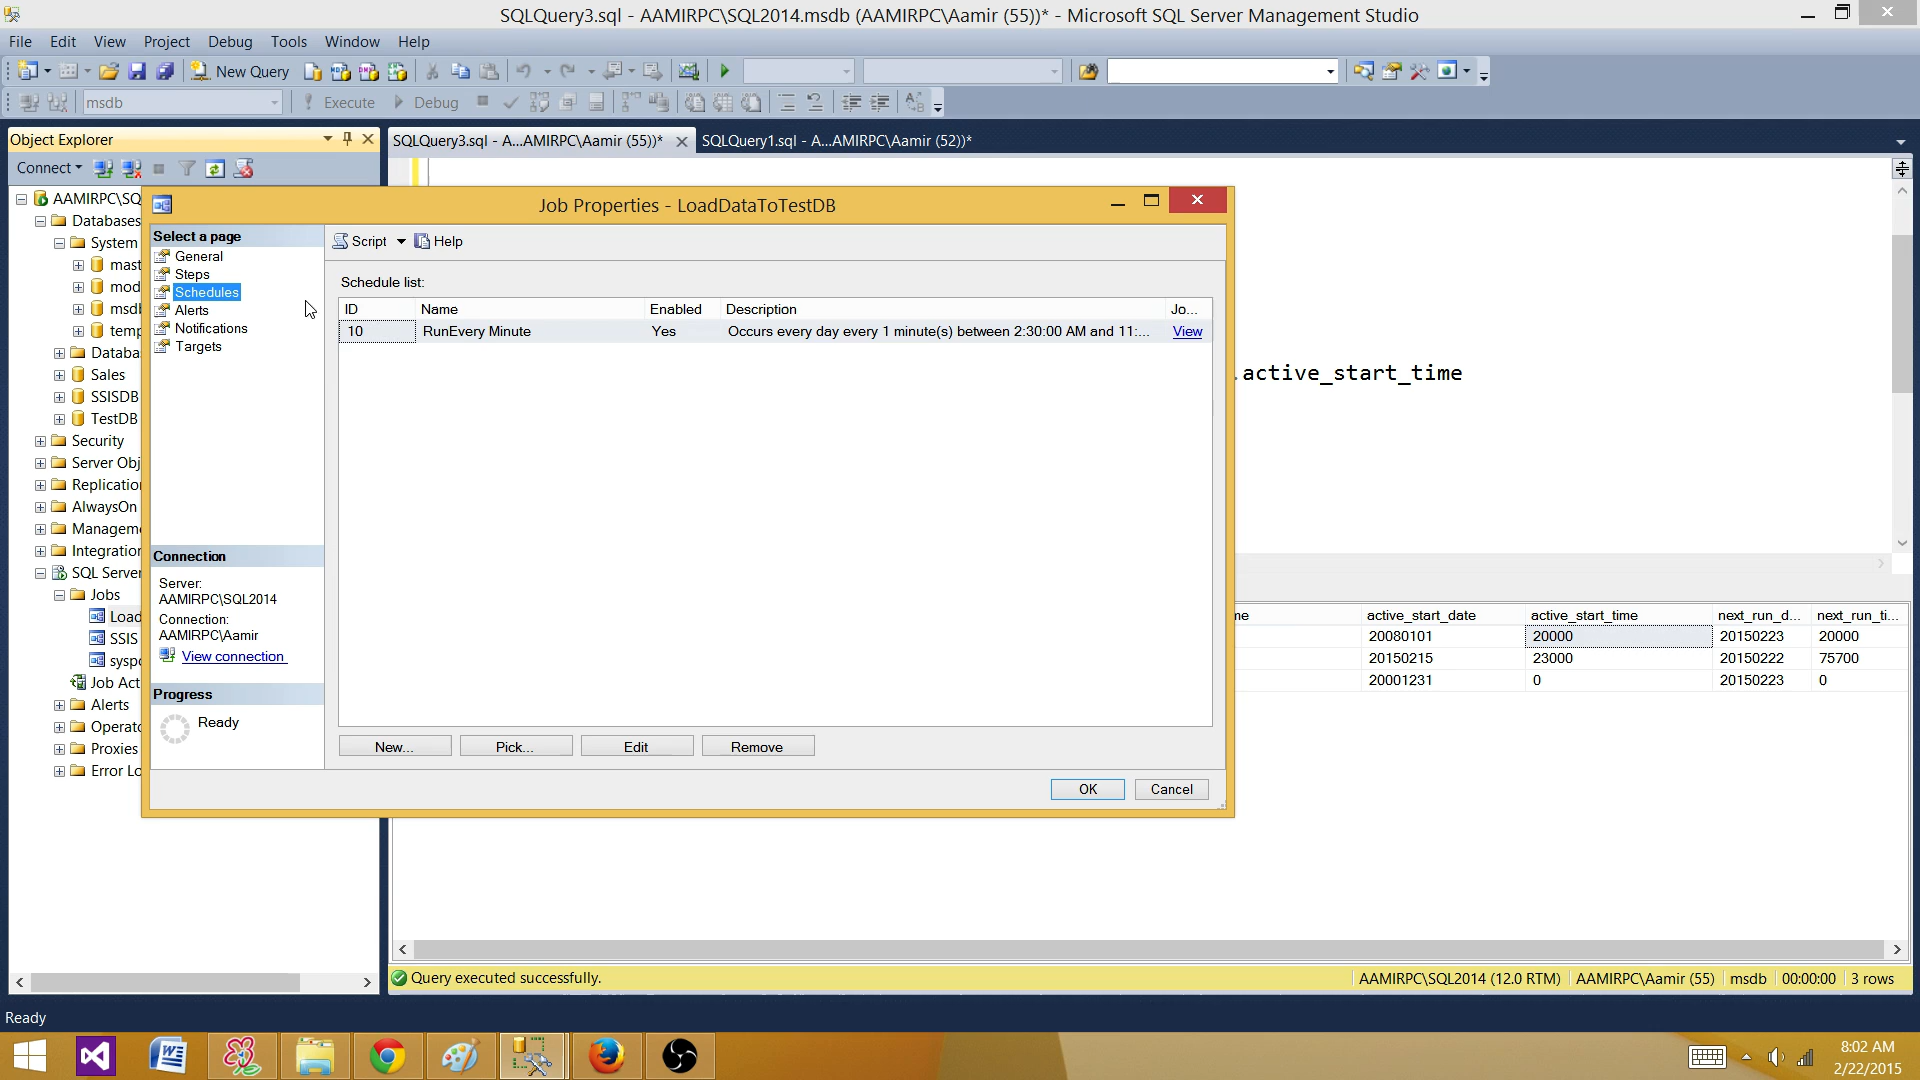 SQLQuery3.sql - AAMIRPC\SQL2014.msdb (AAMIRPC\Aamir (55))* - Microsoft SQL Server Management Studio
File Edit View Project Debug Tools Window Help
New Query
msdb Execute Debug
Object Explorer
SQLQuery3.sql - A...AMIRPC\Aamir (55))*
SQLQuery1.sql - A...AMIRPC\Aamir (52))*
Connect
AAMIRPC\SQ
Databases
System
mast
mod
msdb
temp
Databa
Sales
SSISDB
TestDB
Security
Server Obj
Replication
AlwaysOn
Managem
Integration
SQL Server
Jobs
Load
SSIS
syspo
Job Act
Alerts
Operato
Proxies
Error Lo
Job Properties - LoadDataToTestDB
Select a page
General
Steps
Schedules
Alerts
Notifications
Targets
Connection
Server:
AAMIRPC\SQL2014
Connection:
AAMIRPC\Aamir
View connection
Progress
Ready
Script Help
Schedule list:
ID Name Enabled Description Jo...
10 RunEvery Minute Yes Occurs every day every 1 minute(s) between 2:30:00 AM and 11:... View
New... Pick... Edit Remove
OK Cancel
.active_start_time
me active_start_date active_start_time next_run_d... next_run_ti...
20080101 20000 20150223 20000
20150215 23000 20150222 75700
20001231 0 20150223 0
Query executed successfully. AAMIRPC\SQL2014 (12.0 RTM) AAMIRPC\Aamir (55) msdb 00:00:00 3 rows
Ready
8:02 AM
2/22/2015